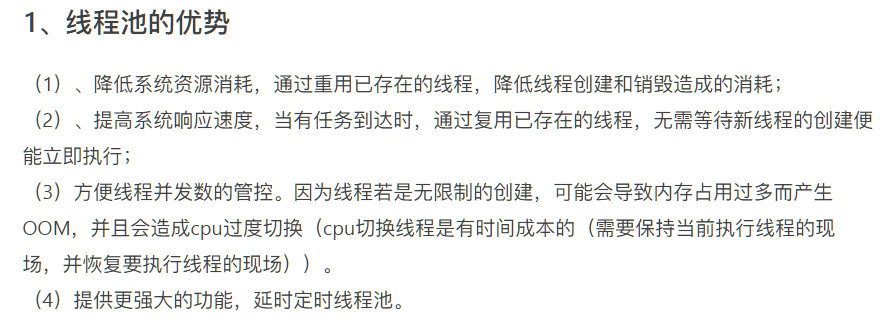 1、线程池的优势
（1）、降低系统资源消耗，通过重用已存在的线程，降低线程创建和销毁造成的消耗；
（2）、提高系统响应速度，当有任务到达时，通过复用已存在的线程，无需等待新线程的创建便
能立即执行；
（3）方便线程并发数的管控。因为线程若是无限制的创建，可能会导致内存占用过多而产生
OOM，并且会造成cpu过度切换（cpu切换线程是有时间成本的（需要保持当前执行线程的现
场，并恢复要执行线程的现场））。
（4）提供更强大的功能，延时定时线程池。